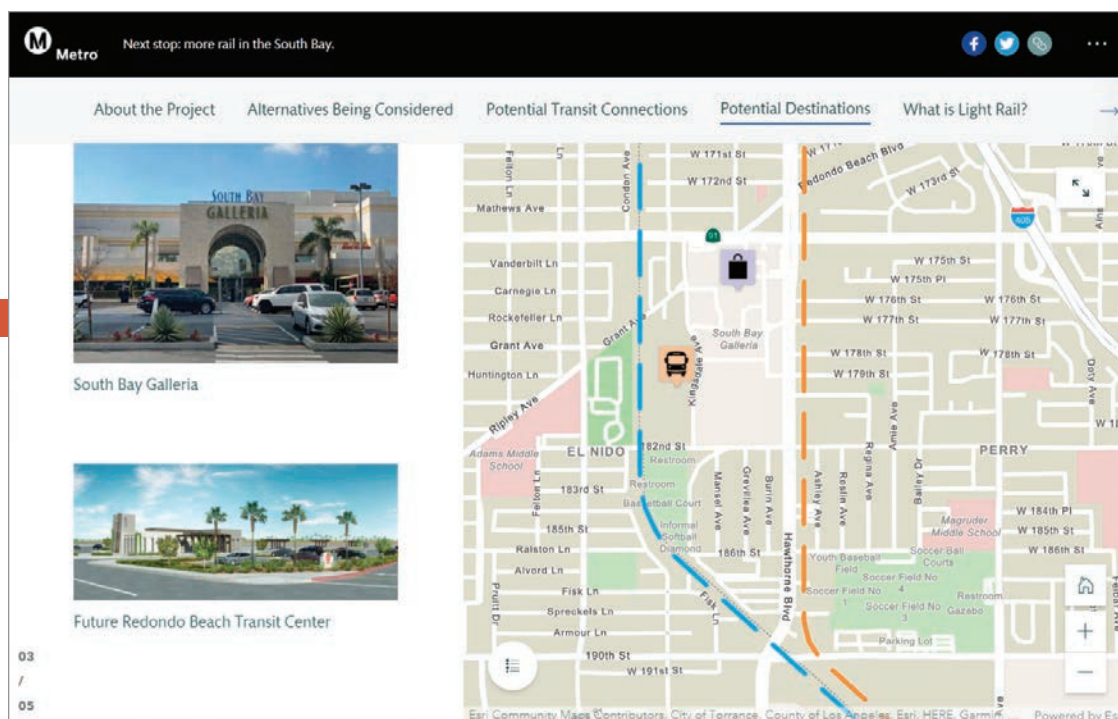 M Metro
Next stop: more rail in the South Bay.
About the Project
Alternatives Being Considered
Potential Transit Connections
Potential Destinations
What is Light Rail?
SOUTH BAY
GALLERIA
South Bay Galleria
Future Redondo Beach Transit Center
03
/
05
Felton Ln
Condon Ave
W 171st St
W 172nd St
Redondo Beach Blvd
W 173rd St
Mathews Ave
91
405
Vanderbilt Ln
Carnegie Ln
Rockefeller Ln
Grant Ave
Grant Ave
Huntington Ln
Ripley Ave
Kingsdale Ave
South Bay
Galleria
W 175th St
W 175th Pl
W 176th St
W 176th St
W 177th St
W 177th St
W 178th St
W 178th St
W 179th St
Doty Ave
Adams Middle
School
EL NIDO
182nd St
Restroom
PERRY
Felton Ln
183rd St
Restroom
Basketball Court
Informal
Softball
Diamond
Mansel Ave
Grevillea Ave
Burin Ave
Hawthorne Blvd
Ashley Ave
Reslin Ave
Regina Ave
Amie Ave
Bailey Dr
Magruder
Middle School
W 184th Pl
W 185th St
W 186th St
185th St
Ralston Ln
186th St
Alvord Ln
Pruitt Dr
Fisk Ln
Fisk Ln
Spreckels Ln
Armour Ln
190th St
W 191st St
Youth Baseball
Field
Soccer Ball
Courts
Soccer Field No
4
Soccer Field No
1
Soccer Field No
3
Restroom
Gazebo
Parking Lot
Esri Community Maps Contributors, City of Torrance, County of Los Angeles, Esri, HERE, Garmin
Powered by Es